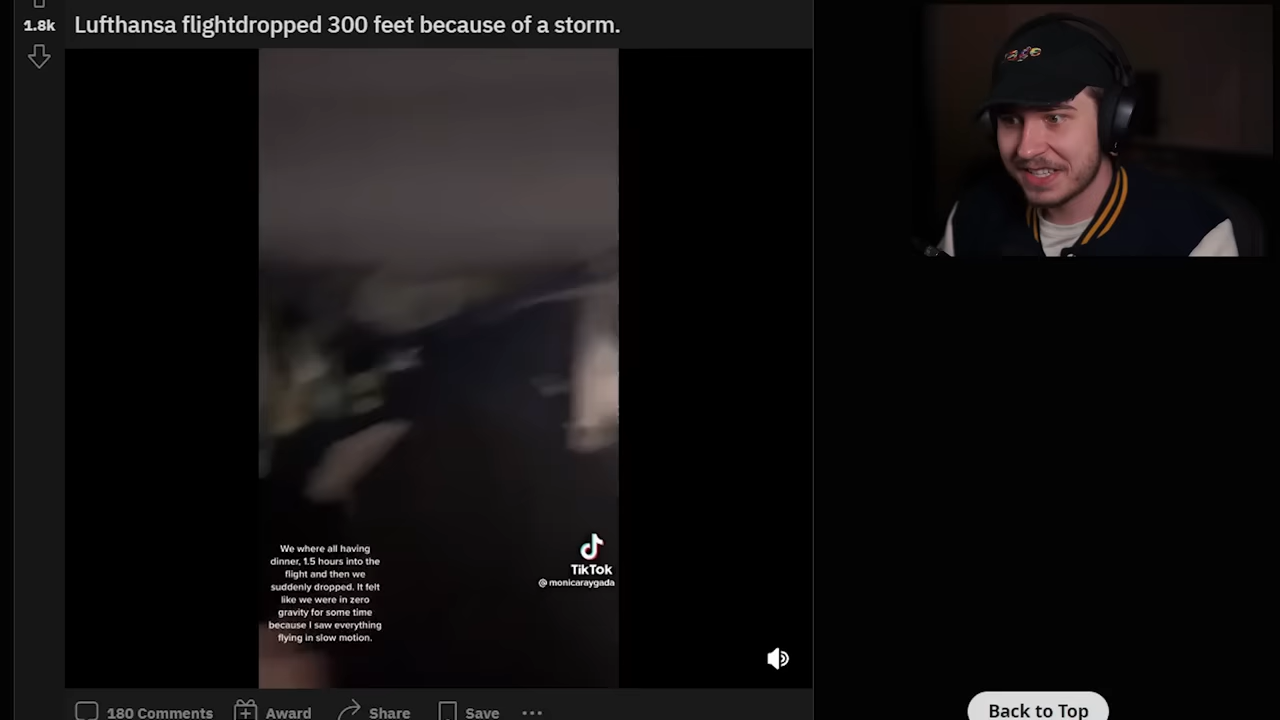 1.8k
Lufthansa flightdropped 300 feet because of a storm.
We where all having
dinner, 1.5 hours into the
flight and then we
suddenly dropped. It felt
like we were in zero
gravity for some time
because I saw everything
flying in slow motion.
TikTok
@monicaraygada
180 Comments
Award
Share
Save
Back to Top